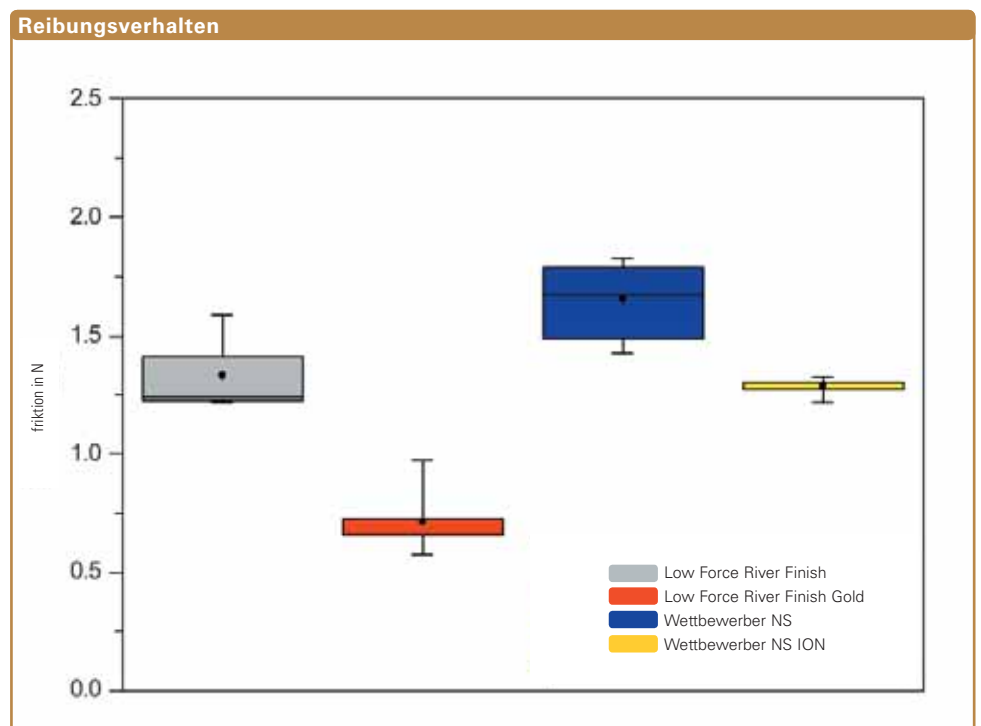 Reibungsverhalten
2.5
2.0
1.5
1.0
0.5
0.0
friktion in N
Low Force River Finish
Low Force River Finish Gold
Wettbewerber NS
Wettbewerber NS ION